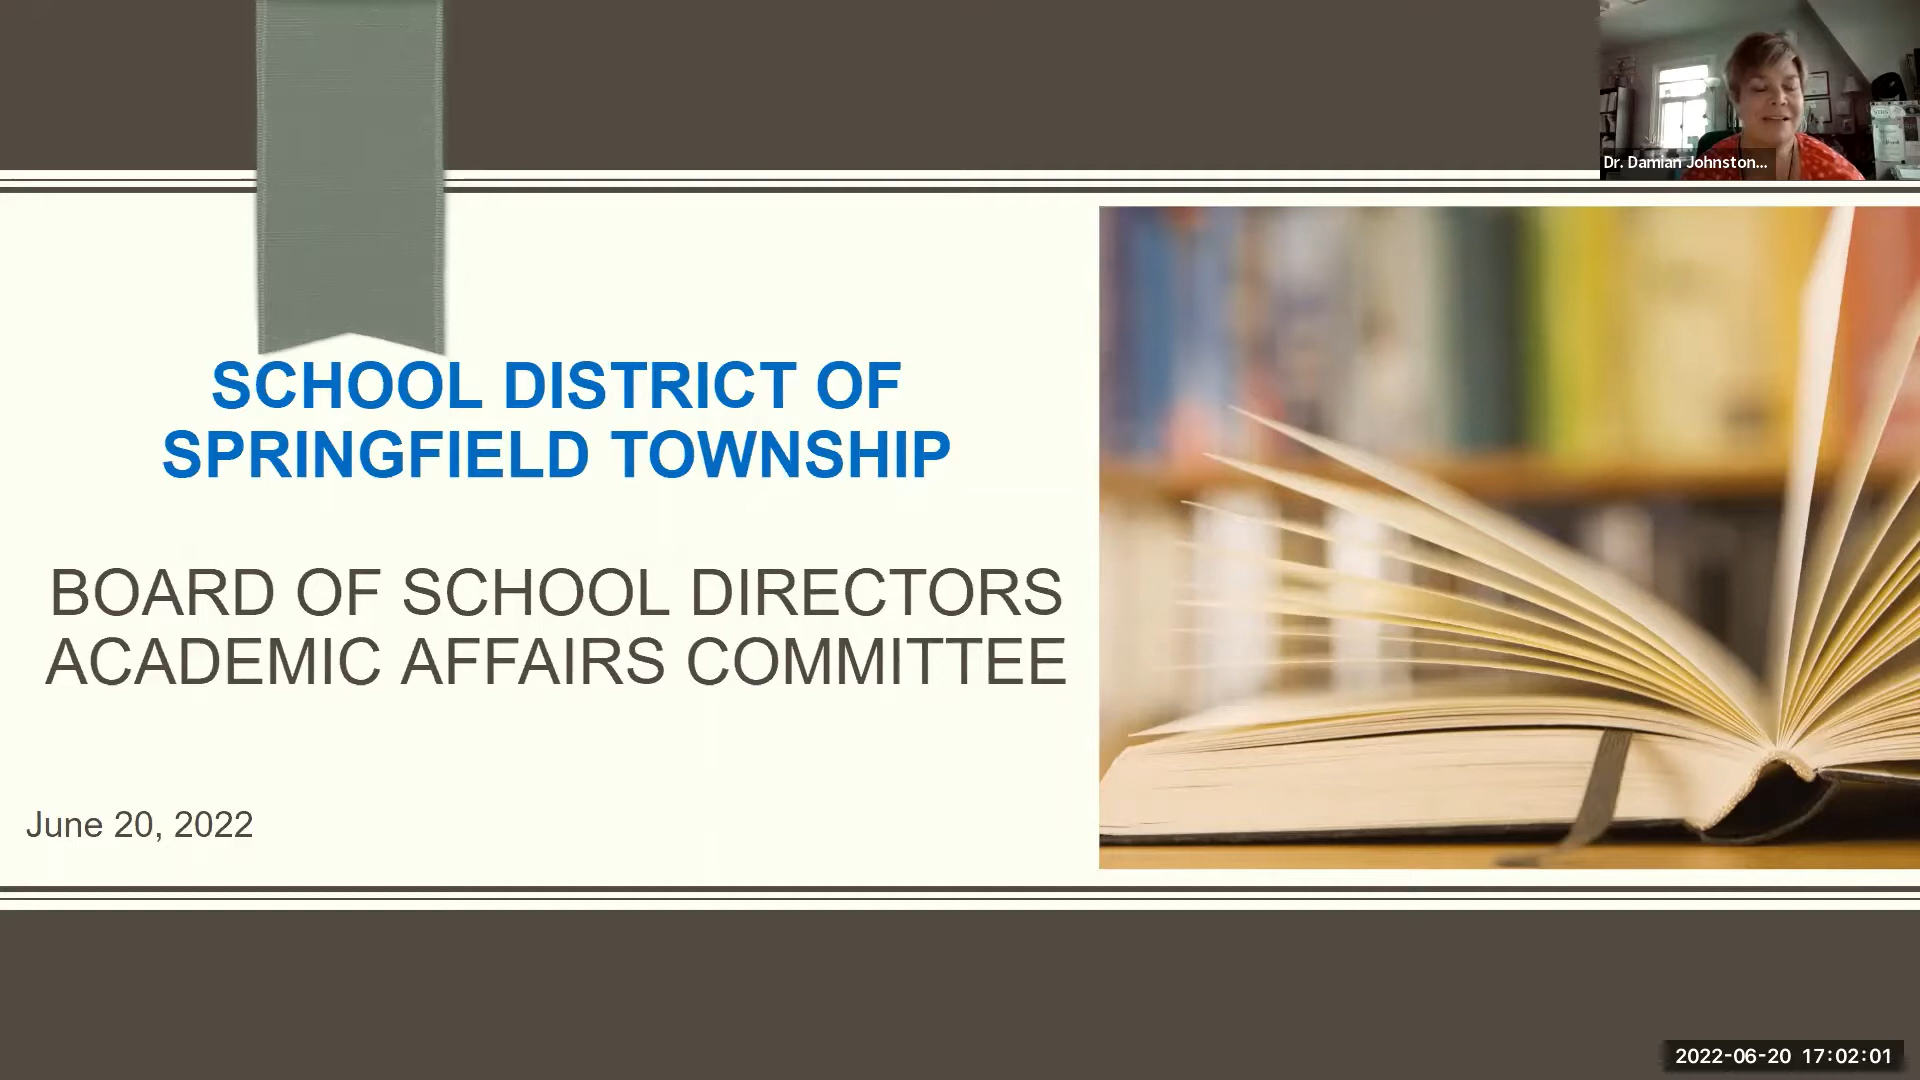 Dr. Damian Johnston...
SCHOOL DISTRICT OF
SPRINGFIELD TOWNSHIP
BOARD OF SCHOOL DIRECTORS
ACADEMIC AFFAIRS COMMITTEE
June 20, 2022
2022-06-20 17:02:01